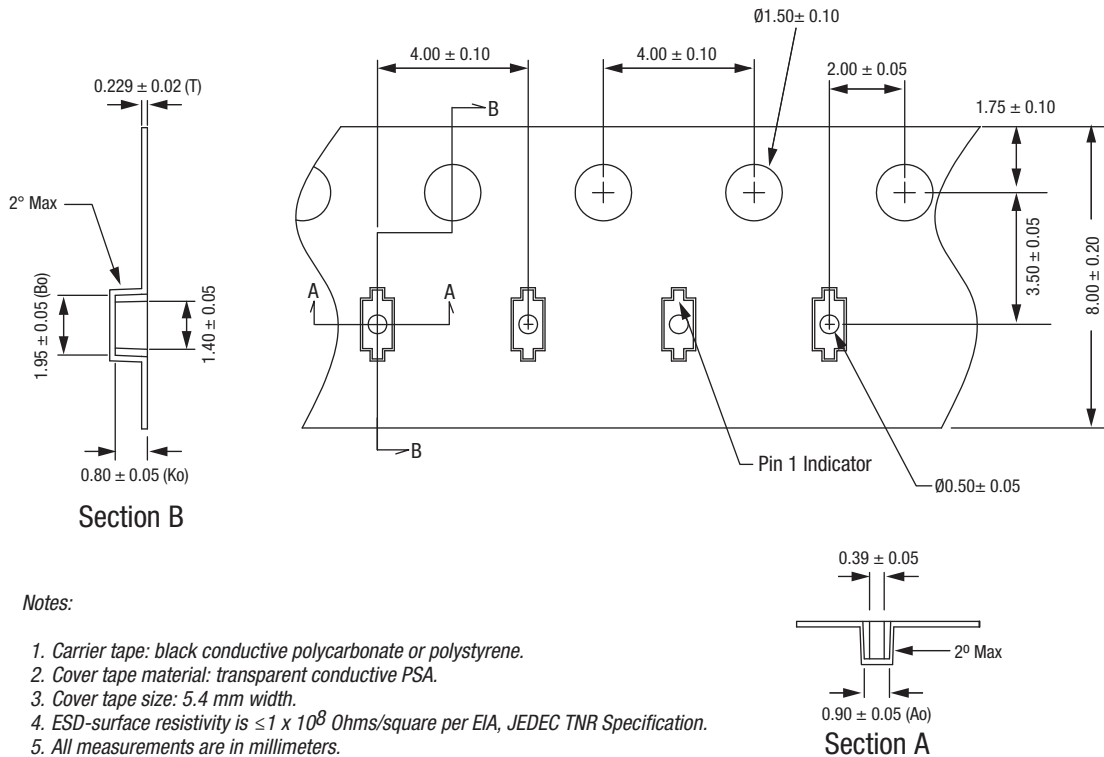 Ø1.50± 0.10
4.00 ± 0.10
4.00 ± 0.10
2.00 ± 0.05
0.229 ± 0.02 (T)
1.75 ± 0.10
B
2° Max
3.50 ± 0.05
8.00 ± 0.20
A
A
1.95 ± 0.05 (Bo)
1.40 ± 0.05
B
Pin 1 Indicator
0.80 ± 0.05 (Ko)
Ø0.50± 0.05
Section B
0.39 ± 0.05
2º Max
0.90 ± 0.05 (Ao)
Section A
Notes:
1. Carrier tape: black conductive polycarbonate or polystyrene.
2. Cover tape material: transparent conductive PSA.
3. Cover tape size: 5.4 mm width.
4. ESD-surface resistivity is ≤1 x 10⁸ Ohms/square per EIA, JEDEC TNR Specification.
5. All measurements are in millimeters.